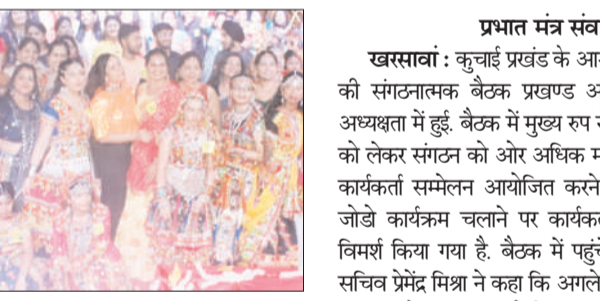 प्रभात मंत्र संव
खरसावां : कुचाई प्रखंड के आ
की संगठनात्मक बैठक प्रखण्ड अ
अध्यक्षता में हुई. बैठक में मुख्य रुप
को लेकर संगठन को ओर अधिक म
कार्यकर्ता सम्मेलन आयोजित करने
जोडो कार्यक्रम चलाने पर कार्यक
विमर्श किया गया है. बैठक में पहुंचे
सचिव प्रेमेंद्र मिश्रा ने कहा कि अगले